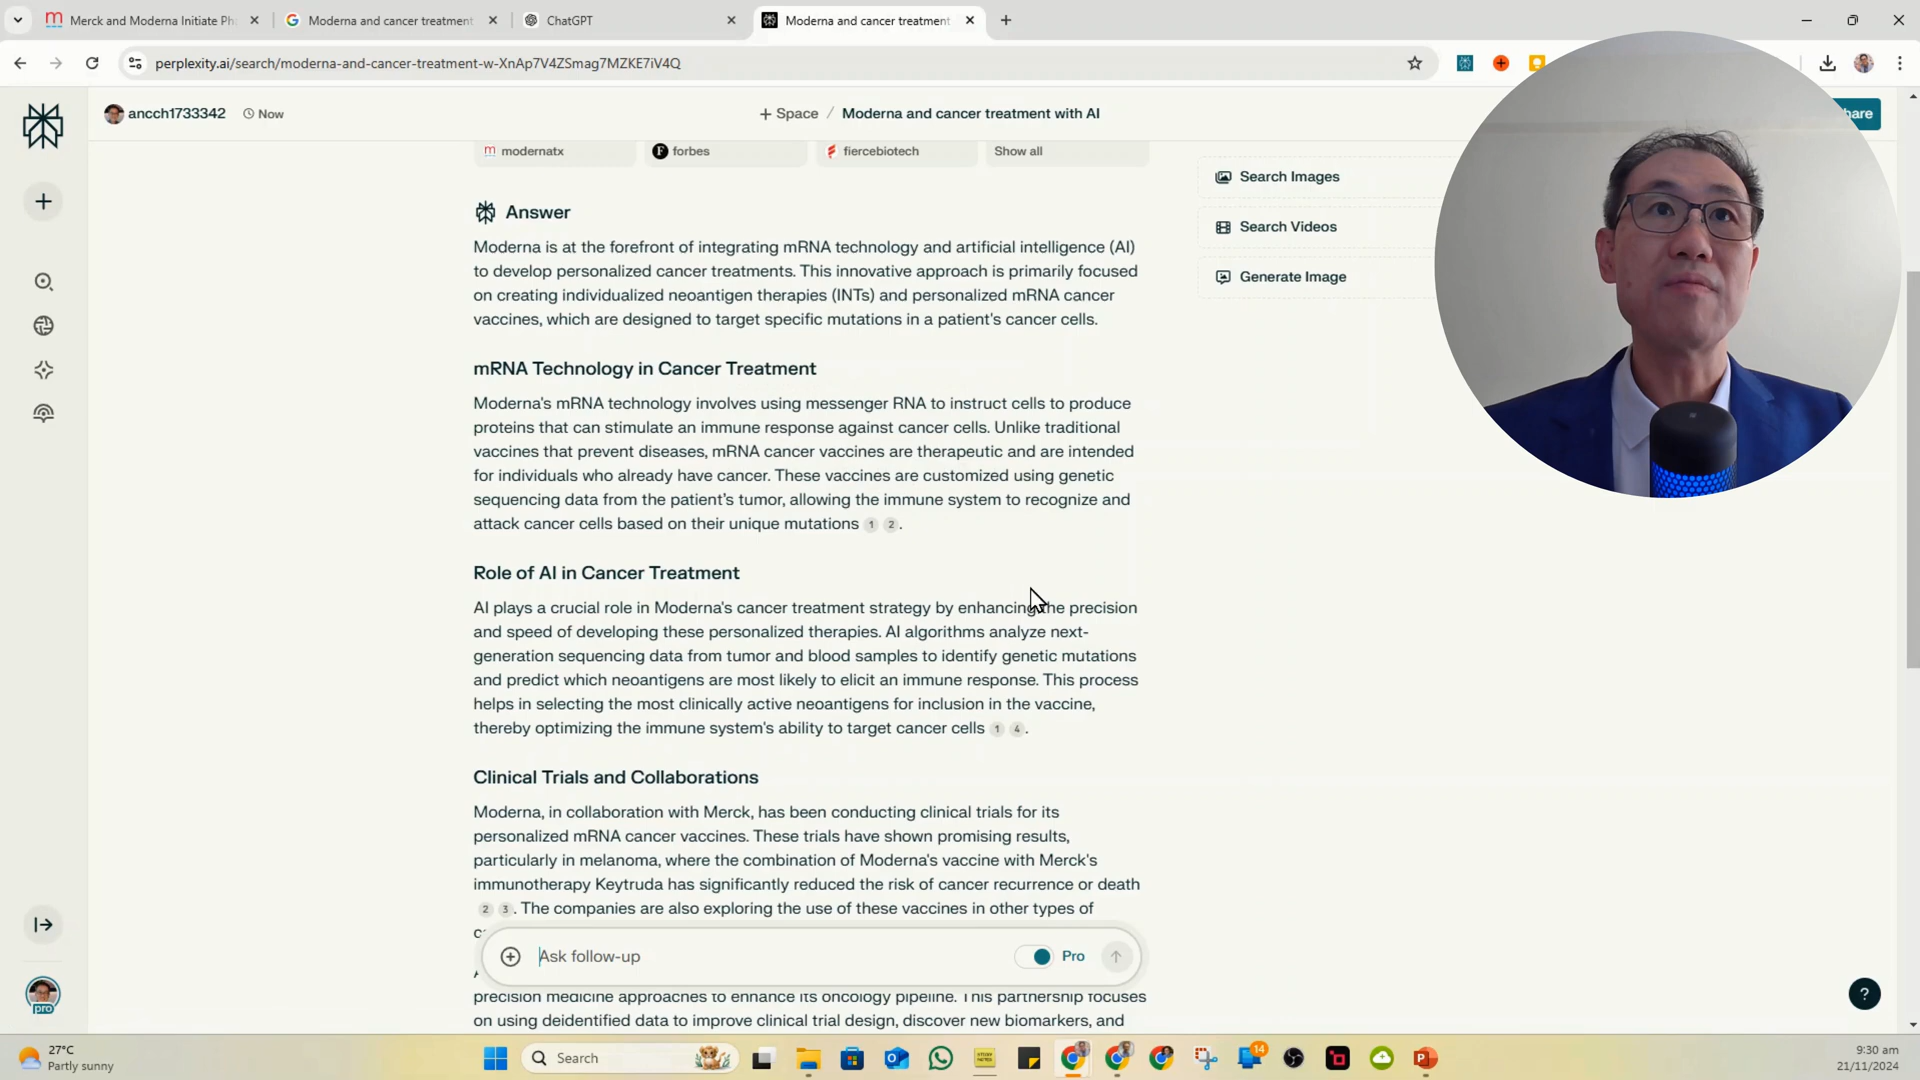 Merck and Moderna Initiate Ph
Moderna and cancer treatment
ChatGPT
Moderna and cancer treatment
perplexity.ai/search/moderna-and-cancer-treatment-w-XnAp7V4ZSmag7MZKE7iV4Q
ancch1733342
Now
Space / Moderna and cancer treatment with AI
hare
modernatx
forbes
fiercebiotech
Show all
Search Images
Search Videos
Generate Image
Answer
Moderna is at the forefront of integrating mRNA technology and artificial intelligence (AI)
to develop personalized cancer treatments. This innovative approach is primarily focused
on creating individualized neoantigen therapies (INTs) and personalized mRNA cancer
vaccines, which are designed to target specific mutations in a patient's cancer cells.
mRNA Technology in Cancer Treatment
Moderna's mRNA technology involves using messenger RNA to instruct cells to produce
proteins that can stimulate an immune response against cancer cells. Unlike traditional
vaccines that prevent diseases, mRNA cancer vaccines are therapeutic and are intended
for individuals who already have cancer. These vaccines are customized using genetic
sequencing data from the patient's tumor, allowing the immune system to recognize and
attack cancer cells based on their unique mutations 1 2.
Role of AI in Cancer Treatment
AI plays a crucial role in Moderna's cancer treatment strategy by enhancing the precision
and speed of developing these personalized therapies. AI algorithms analyze next-
generation sequencing data from tumor and blood samples to identify genetic mutations
and predict which neoantigens are most likely to elicit an immune response. This process
helps in selecting the most clinically active neoantigens for inclusion in the vaccine,
thereby optimizing the immune system's ability to target cancer cells 1 4.
Clinical Trials and Collaborations
Moderna, in collaboration with Merck, has been conducting clinical trials for its
personalized mRNA cancer vaccines. These trials have shown promising results,
particularly in melanoma, where the combination of Moderna's vaccine with Merck's
immunotherapy Keytruda has significantly reduced the risk of cancer recurrence or death
2 3. The companies are also exploring the use of these vaccines in other types of
Ask follow-up
Pro
precision medicine approaches to enhance its oncology pipeline. This partnership focuses
on using deidentified data to improve clinical trial design, discover new biomarkers, and
pro
?
27°C
Partly sunny
Search
14
9:30 am
21/11/2024